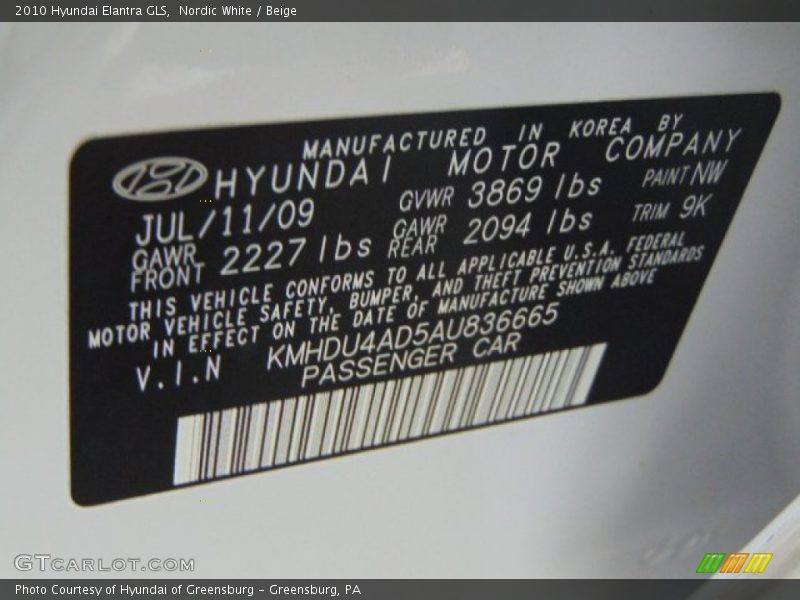 2010 Hyundai Elantra GLS,  Nordic White / Beige
MANUFACTURED IN KOREA BY
HYUNDAI MOTOR COMPANY
JUL/11/09 GVWR 3869 lbs PAINT NW
GAWR FRONT 2227 lbs GAWR REAR 2094 lbs TRIM 9K
THIS VEHICLE CONFORMS TO ALL APPLICABLE U.S.A. FEDERAL
MOTOR VEHICLE SAFETY, BUMPER, AND THEFT PREVENTION STANDARDS
IN EFFECT ON THE DATE OF MANUFACTURE SHOWN ABOVE
V.I.N KMHDU4AD5AU836665
PASSENGER CAR
GTCARLOT.COM
Photo Courtesy of Hyundai of Greensburg - Greensburg, PA